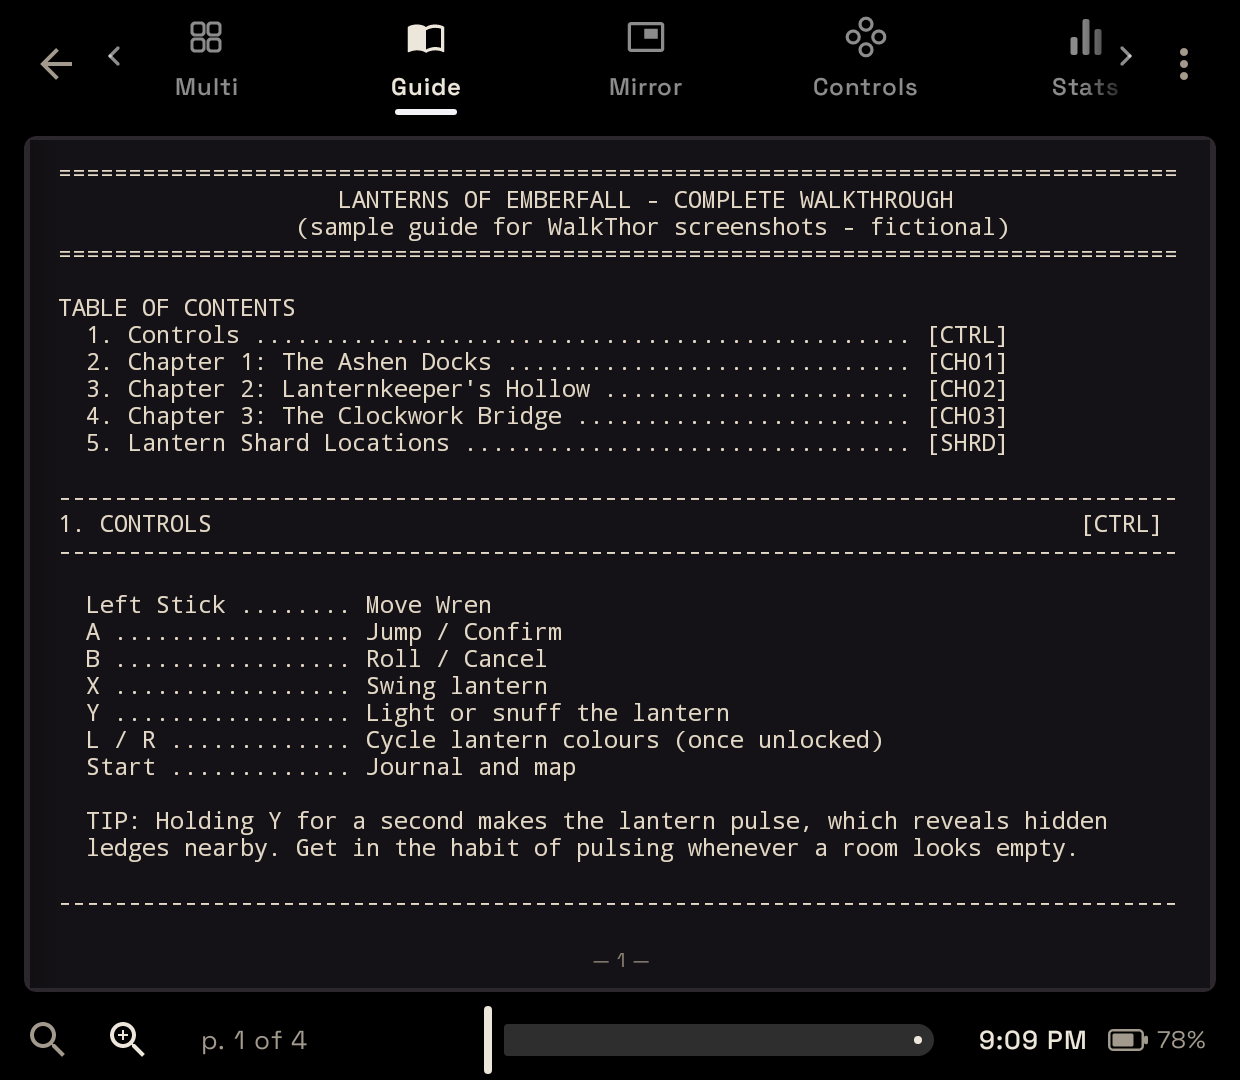 Multi
Guide
Mirror
Controls
Stats
================================================================================
LANTERNS OF EMBERFALL - COMPLETE WALKTHROUGH
(sample guide for WalkThor screenshots - fictional)
================================================================================
TABLE OF CONTENTS
1. Controls ............................................... [CTRL]
2. Chapter 1: The Ashen Docks ............................. [CH01]
3. Chapter 2: Lanternkeeper's Hollow ...................... [CH02]
4. Chapter 3: The Clockwork Bridge ........................ [CH03]
5. Lantern Shard Locations ................................ [SHRD]
--------------------------------------------------------------------------------
1. CONTROLS [CTRL]
--------------------------------------------------------------------------------
Left Stick ........ Move Wren
A ................. Jump / Confirm
B ................. Roll / Cancel
X ................. Swing lantern
Y ................. Light or snuff the lantern
L / R ............. Cycle lantern colours (once unlocked)
Start ............. Journal and map
TIP: Holding Y for a second makes the lantern pulse, which reveals hidden
ledges nearby. Get in the habit of pulsing whenever a room looks empty.
--------------------------------------------------------------------------------
— 1 —
p. 1 of 4
9:09 PM
78%